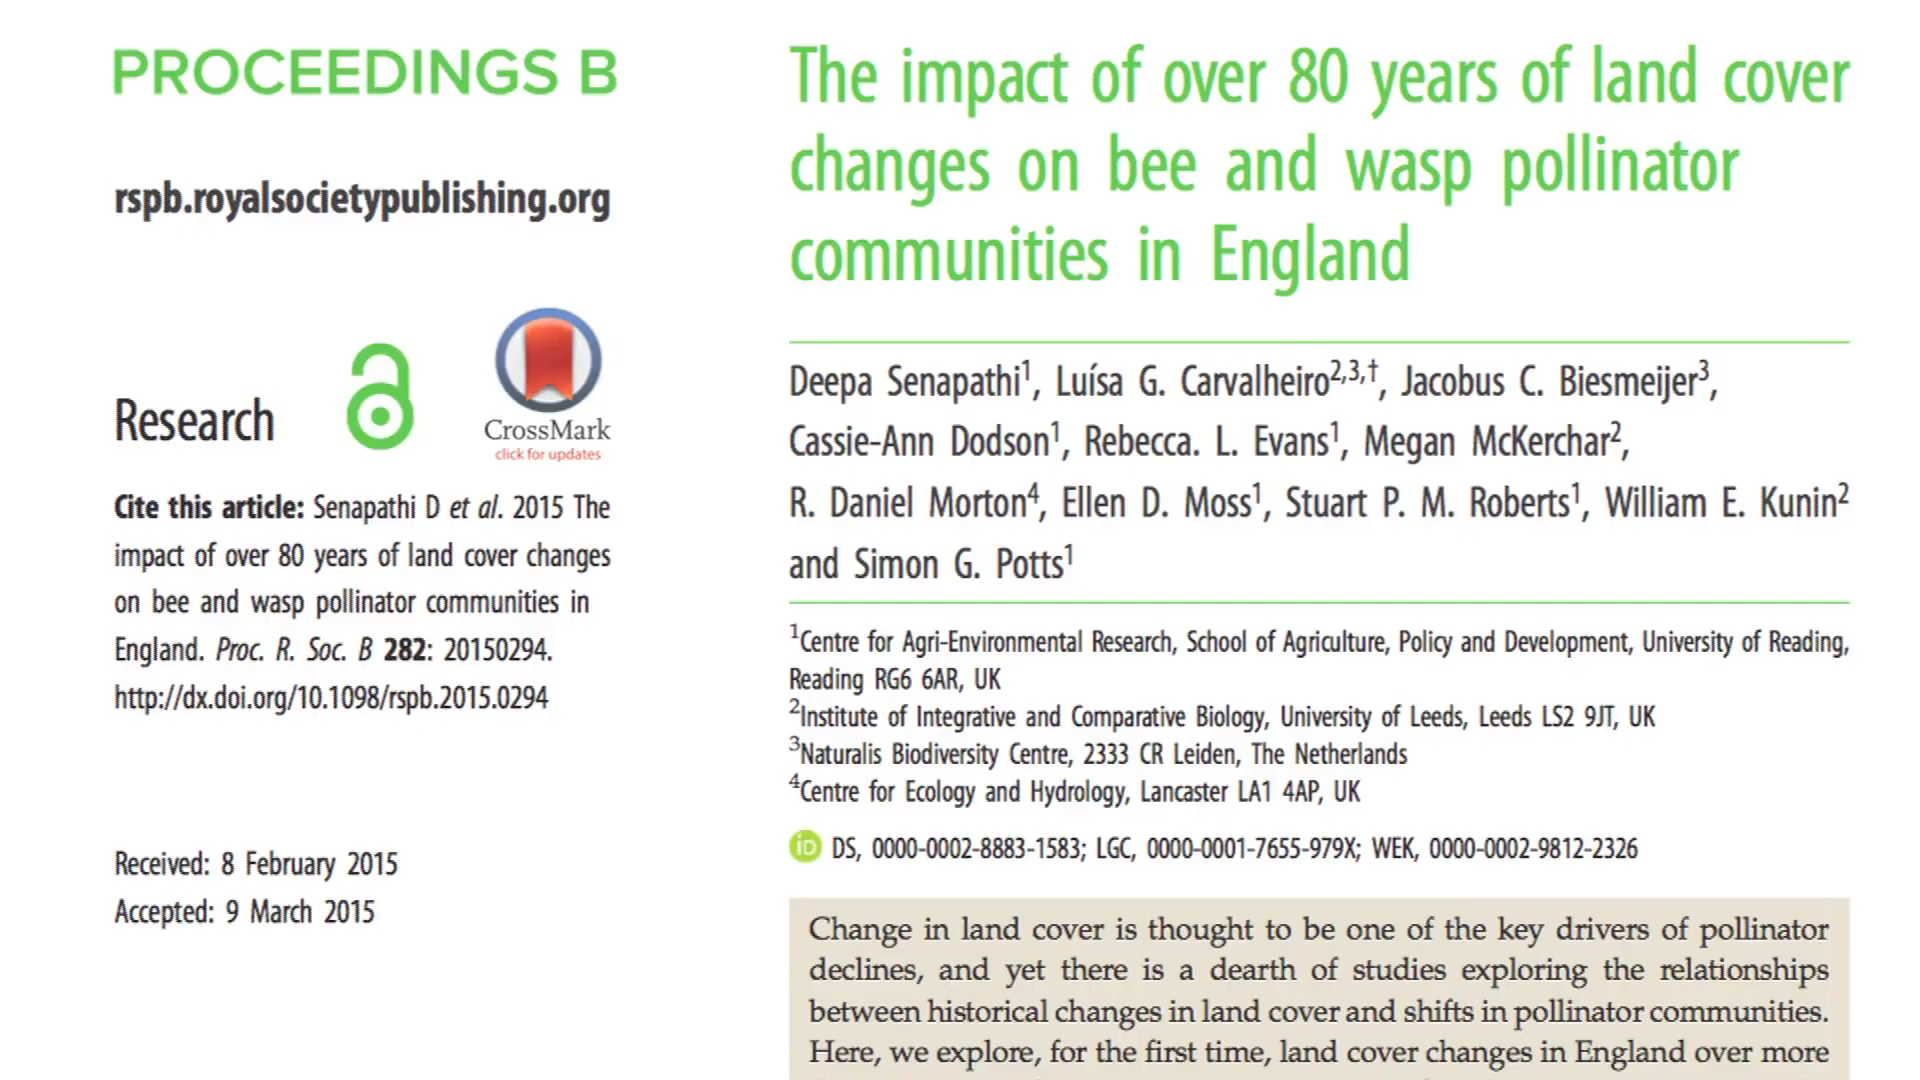 PROCEEDINGS B
rspb.royalsocietypublishing.org
Research
CrossMark
click for updates
Cite this article: Senapathi D et al. 2015 The
impact of over 80 years of land cover changes
on bee and wasp pollinator communities in
England. Proc. R. Soc. B 282: 20150294.
http://dx.doi.org/10.1098/rspb.2015.0294
Received: 8 February 2015
Accepted: 9 March 2015
The impact of over 80 years of land cover
changes on bee and wasp pollinator
communities in England
Deepa Senapathi1, Luísa G. Carvalheiro2,3,†, Jacobus C. Biesmeijer3,
Cassie-Ann Dodson1, Rebecca. L. Evans1, Megan McKerchar2,
R. Daniel Morton4, Ellen D. Moss1, Stuart P. M. Roberts1, William E. Kunin2
and Simon G. Potts1
1Centre for Agri-Environmental Research, School of Agriculture, Policy and Development, University of Reading,
Reading RG6 6AR, UK
2Institute of Integrative and Comparative Biology, University of Leeds, Leeds LS2 9JT, UK
3Naturalis Biodiversity Centre, 2333 CR Leiden, The Netherlands
4Centre for Ecology and Hydrology, Lancaster LA1 4AP, UK
iD DS, 0000-0002-8883-1583; LGC, 0000-0001-7655-979X; WEK, 0000-0002-9812-2326
Change in land cover is thought to be one of the key drivers of pollinator
declines, and yet there is a dearth of studies exploring the relationships
between historical changes in land cover and shifts in pollinator communities.
Here, we explore, for the first time, land cover changes in England over more